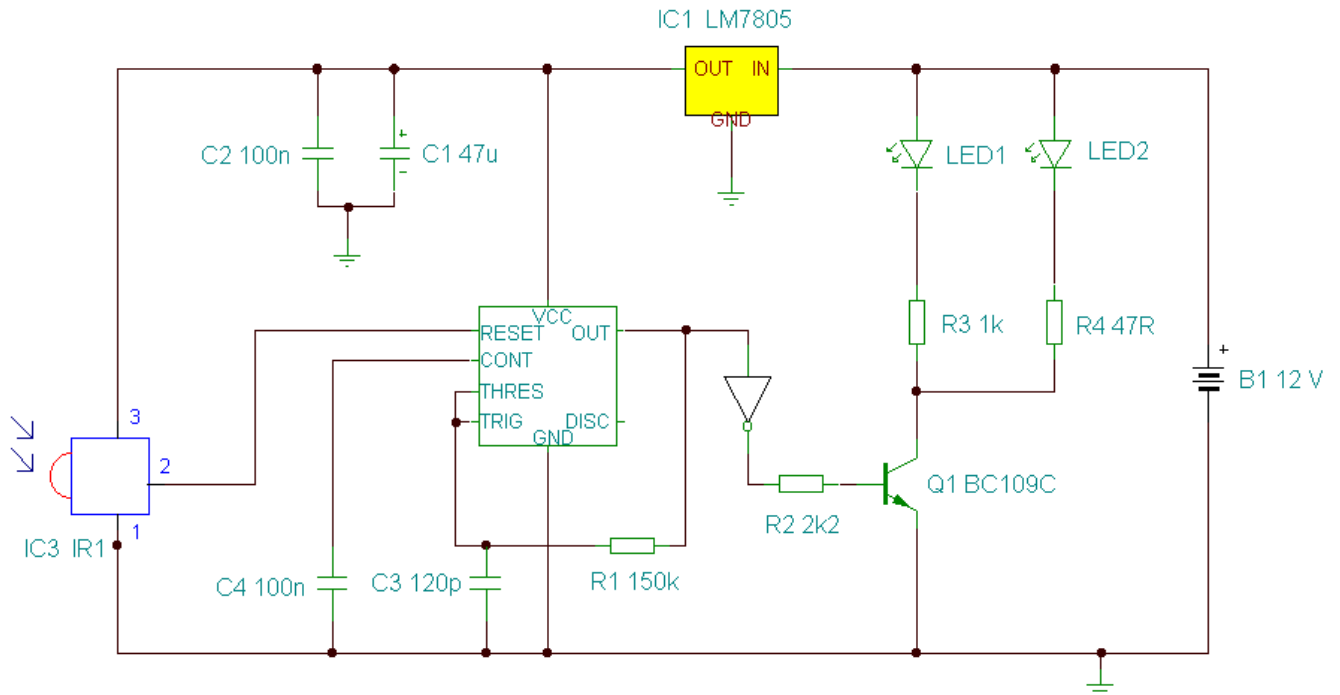 IC1 LM7805
OUT IN
GND
C2 100n
+
C1 47u
-
LED1
LED2
VCC
RESET OUT
CONT
THRES
TRIG DISC
GND
R3 1k
R4 47R
+
B1 12 V
3
2
1
IC3 IR1
Q1 BC109C
R2 2k2
C4 100n
C3 120p
R1 150k